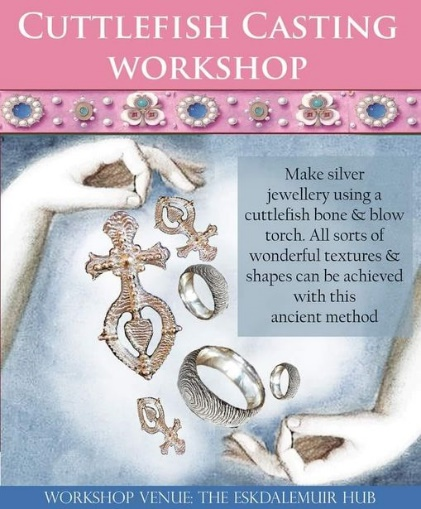 Cuttlefish Casting
workshop
Make silver
jewellery using a
cuttlefish bone & blow
torch. All sorts of
wonderful textures &
shapes can be achieved
with this
ancient method
WORKSHOP VENUE: THE ESKDALEMUIR HUB